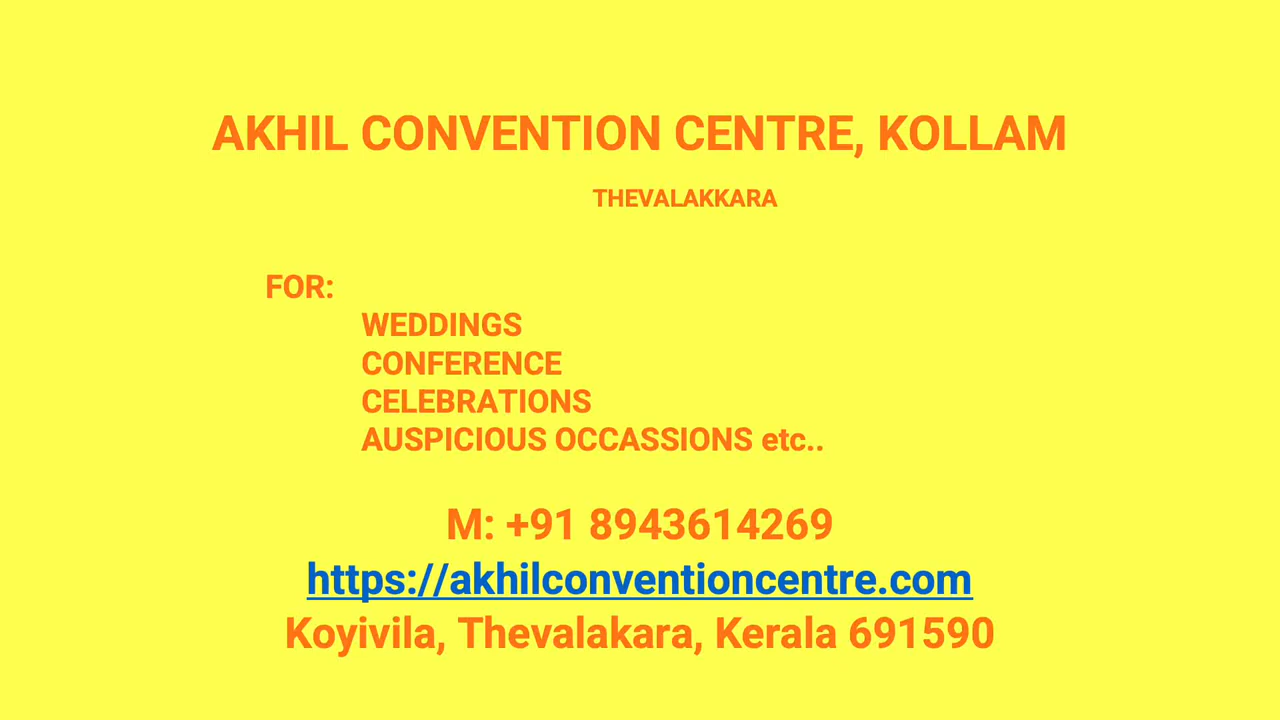 AKHIL CONVENTION CENTRE, KOLLAM
THEVALAKKARA
FOR:
WEDDINGS
CONFERENCE
CELEBRATIONS
AUSPICIOUS OCCASSIONS etc..
M: +91 8943614269
https://akhilconventioncentre.com
Koyivila, Thevalakara, Kerala 691590